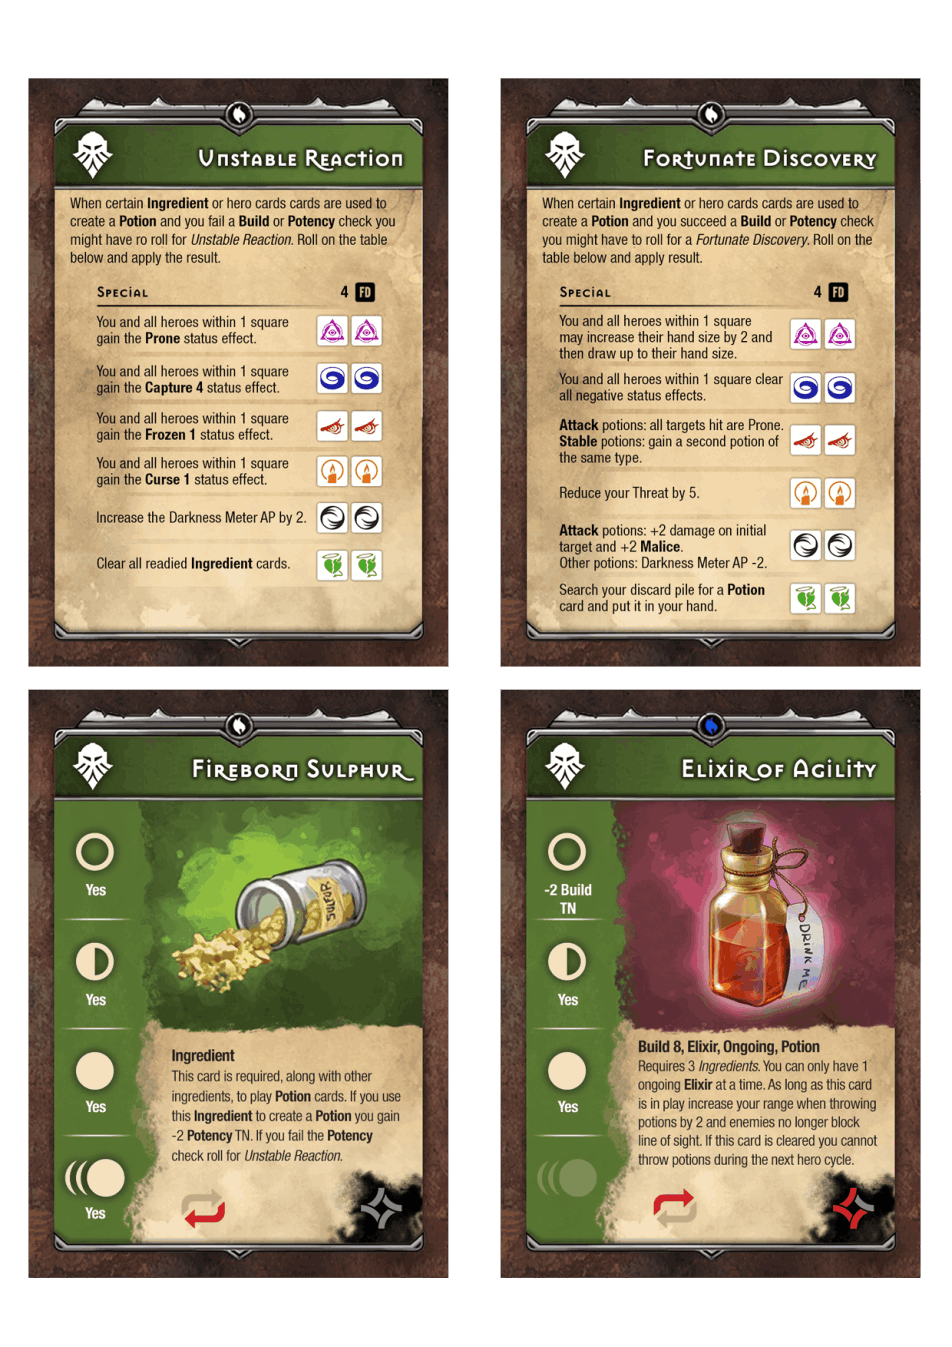 Unstable Reaction
When certain Ingredient or hero cards cards are used to
create a Potion and you fail a Build or Potency check you
might have ro roll for Unstable Reaction. Roll on the table
below and apply the result.
Special 4 FD
You and all heroes within 1 square
gain the Prone status effect.
You and all heroes within 1 square
gain the Capture 4 status effect.
You and all heroes within 1 square
gain the Frozen 1 status effect.
You and all heroes within 1 square
gain the Curse 1 status effect.
Increase the Darkness Meter AP by 2.
Clear all readied Ingredient cards.
Fortunate Discovery
When certain Ingredient or hero cards cards are used to
create a Potion and you succeed a Build or Potency check
you might have to roll for a Fortunate Discovery. Roll on the
table below and apply result.
Special 4 FD
You and all heroes within 1 square
may increase their hand size by 2 and
then draw up to their hand size.
You and all heroes within 1 square clear
all negative status effects.
Attack potions: all targets hit are Prone.
Stable potions: gain a second potion of
the same type.
Reduce your Threat by 5.
Attack potions: +2 damage on initial
target and +2 Malice.
Other potions: Darkness Meter AP -2.
Search your discard pile for a Potion
card and put it in your hand.
Fireborn Sulphur
Yes
Yes
Yes
Yes
SULFUR
Ingredient
This card is required, along with other
ingredients, to play Potion cards. If you use
this Ingredient to create a Potion you gain
-2 Potency TN. If you fail the Potency
check roll for Unstable Reaction.
Elixir of Agility
-2 Build
TN
Yes
Yes
DRINK ME
Build 8, Elixir, Ongoing, Potion
Requires 3 Ingredients. You can only have 1
ongoing Elixir at a time. As long as this card
is in play increase your range when throwing
potions by 2 and enemies no longer block
line of sight. If this card is cleared you cannot
throw potions during the next hero cycle.